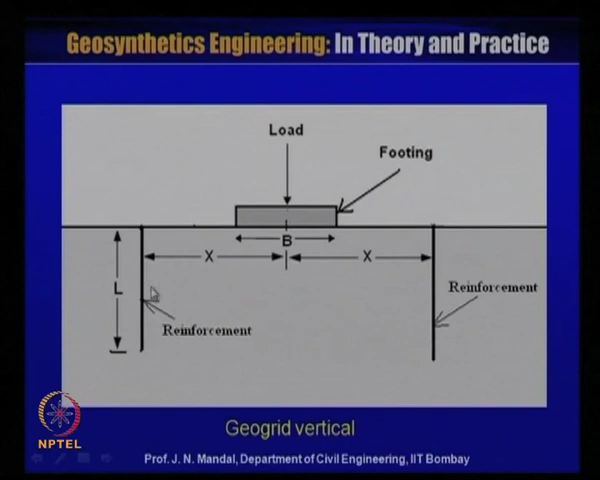 Geosynthetics Engineering: In Theory and Practice
Load
Footing
B
X
X
L
Reinforcement
Reinforcement
Geogrid vertical
NPTEL
Prof. J. N. Mandal, Department of Civil Engineering, IIT Bombay